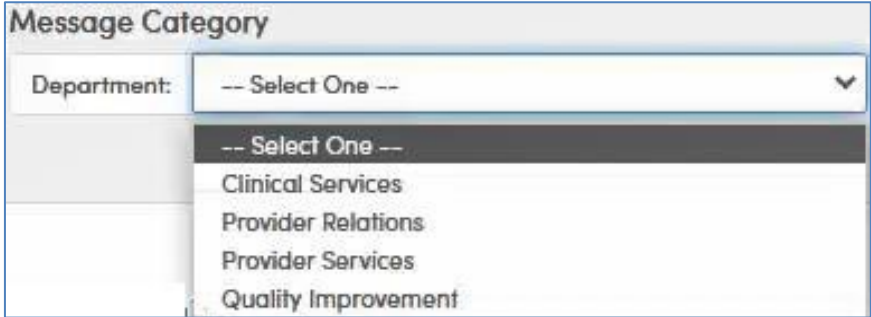 Message Category
Department: -- Select One --
-- Select One --
Clinical Services
Provider Relations
Provider Services
Quality Improvement